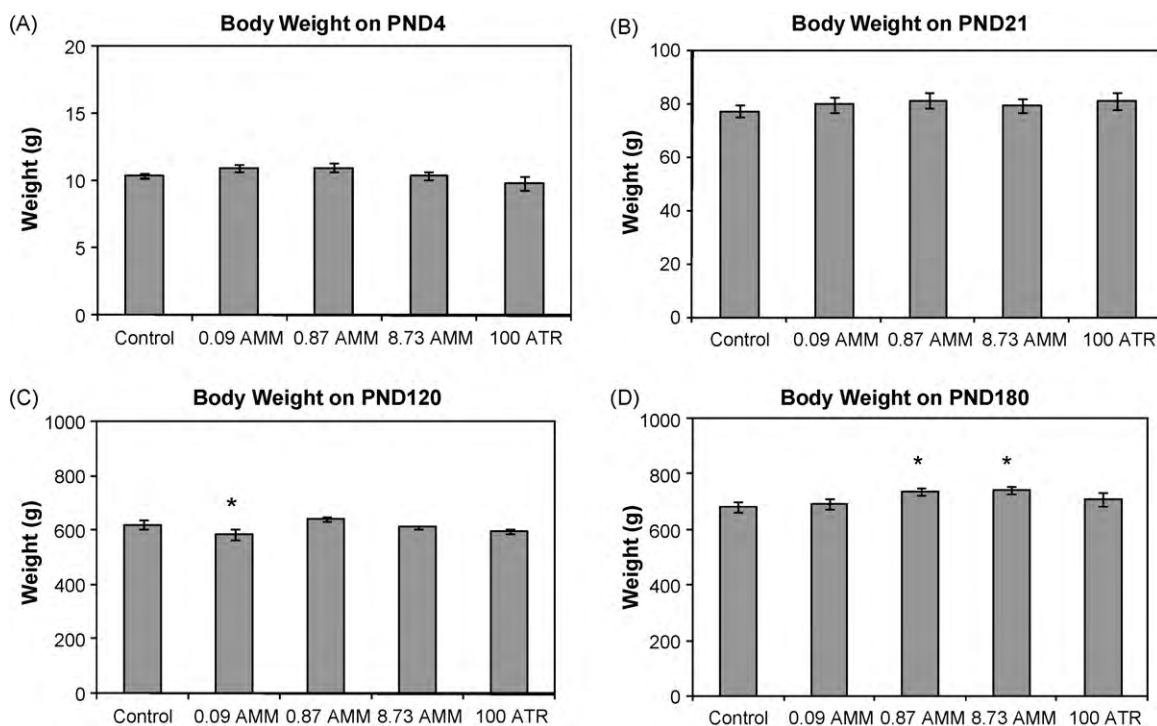 (A)
Body Weight on PND4
Weight (g)
20
15
10
5
0
Control 0.09 AMM 0.87 AMM 8.73 AMM 100 ATR
(B)
Body Weight on PND21
Weight (g)
100
80
60
40
20
0
Control 0.09 AMM 0.87 AMM 8.73 AMM 100 ATR
(C)
Body Weight on PND120
Weight (g)
1000
800
600
400
200
0
*
Control 0.09 AMM 0.87 AMM 8.73 AMM 100 ATR
(D)
Body Weight on PND180
Weight (g)
1000
800
600
400
200
0
* *
Control 0.09 AMM 0.87 AMM 8.73 AMM 100 ATR